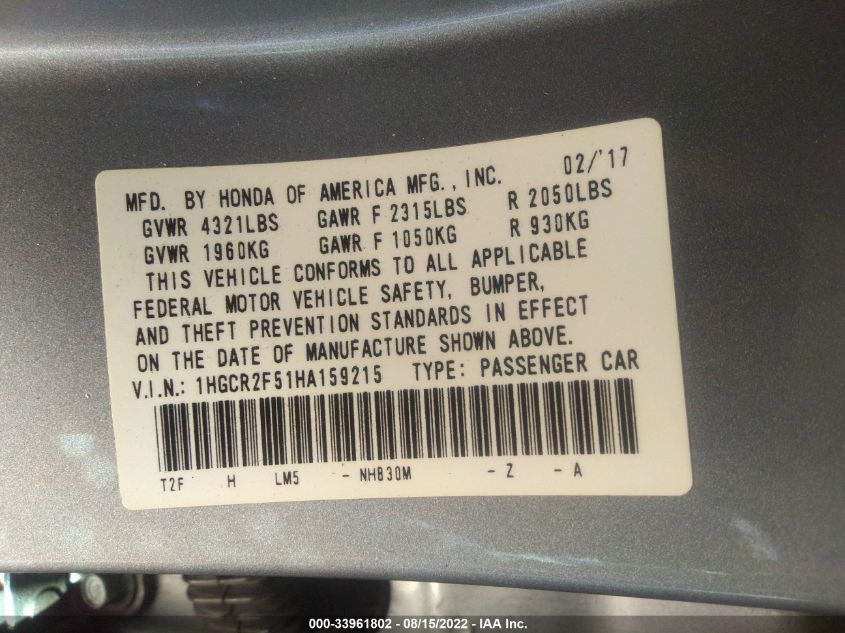 MFD. BY HONDA OF AMERICA MFG., INC. 02/'17
GVWR 4321LBS GAWR F 2315LBS R 2050LBS
GVWR 1960KG GAWR F 1050KG R 930KG
THIS VEHICLE CONFORMS TO ALL APPLICABLE
FEDERAL MOTOR VEHICLE SAFETY, BUMPER,
AND THEFT PREVENTION STANDARDS IN EFFECT
ON THE DATE OF MANUFACTURE SHOWN ABOVE.
V.I.N.: 1HGCR2F51HA159215 TYPE: PASSENGER CAR
T2F H LM5 - NH830M - Z - A
000-33961802 - 08/15/2022 - IAA Inc.